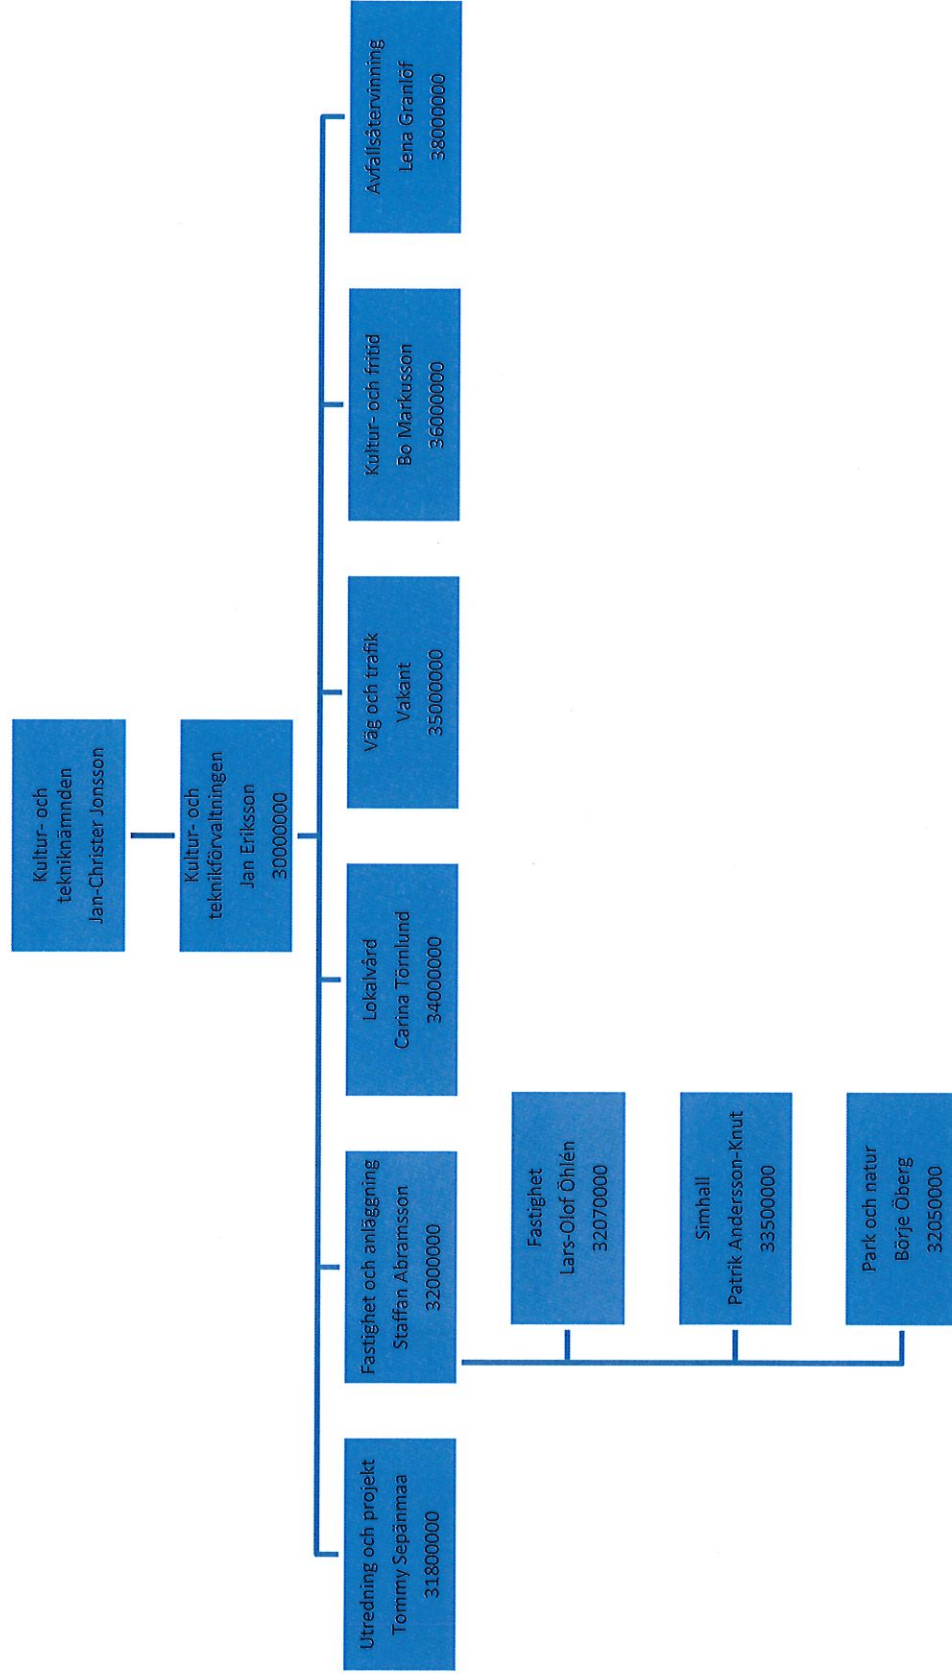 Kultur- och
tekniknämnden
Jan-Christer Jonsson
Kultur- och
teknikförvaltningen
Jan Eriksson
30000000
Utredning och projekt
Tommy Sepänmaa
31800000
Fastighet och anläggning
Staffan Abramsson
32000000
Lokalvård
Carina Törnlund
34000000
Väg och trafik
Vakant
35000000
Kultur- och fritid
Bo Markusson
36000000
Avfallsåtervinning
Lena Granlöf
38000000
Fastighet
Lars-Olof Öhlén
32070000
Simhall
Patrik Andersson-Knut
33500000
Park och natur
Börje Öberg
32050000